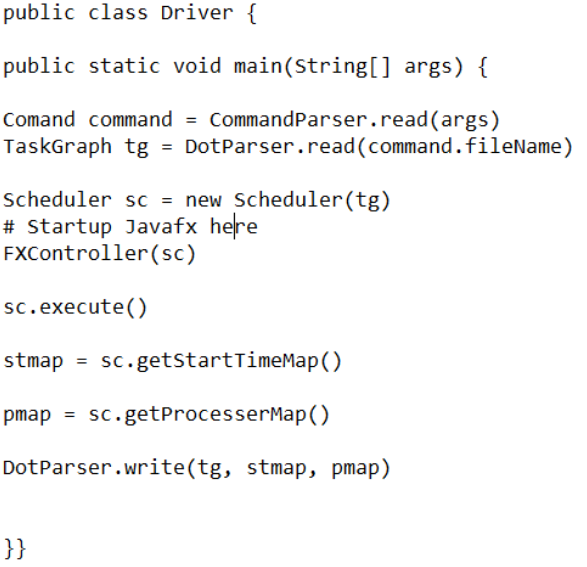 public class Driver {
public static void main(String[] args) {
Comand command = CommandParser.read(args)
TaskGraph tg = DotParser.read(command.fileName)
Scheduler sc = new Scheduler(tg)
# Startup Javafx here
FXController(sc)
sc.execute()
stmap = sc.getStartTimeMap()
pmap = sc.getProcesserMap()
DotParser.write(tg, stmap, pmap)
}}